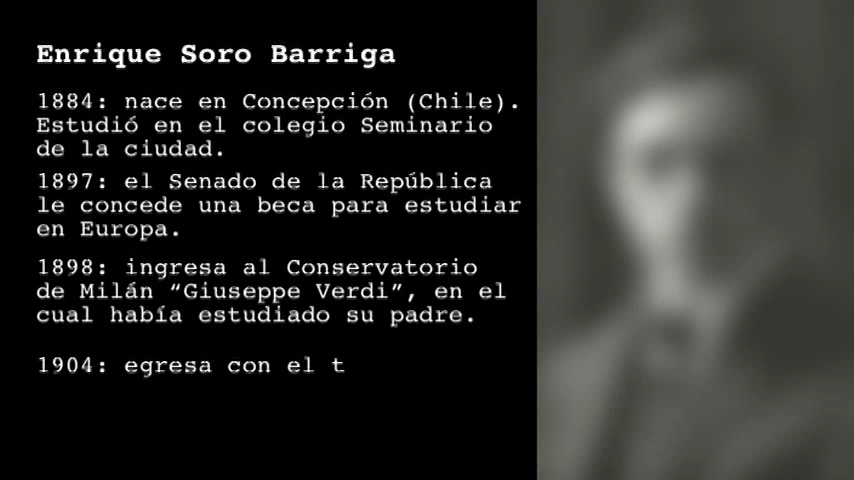 Enrique Soro Barriga
1884: nace en Concepción (Chile).
Estudió en el colegio Seminario
de la ciudad.
1897: el Senado de la República
le concede una beca para estudiar
en Europa.
1898: ingresa al Conservatorio
de Milán “Giuseppe Verdi”, en el
cual había estudiado su padre.
1904: egresa con el t